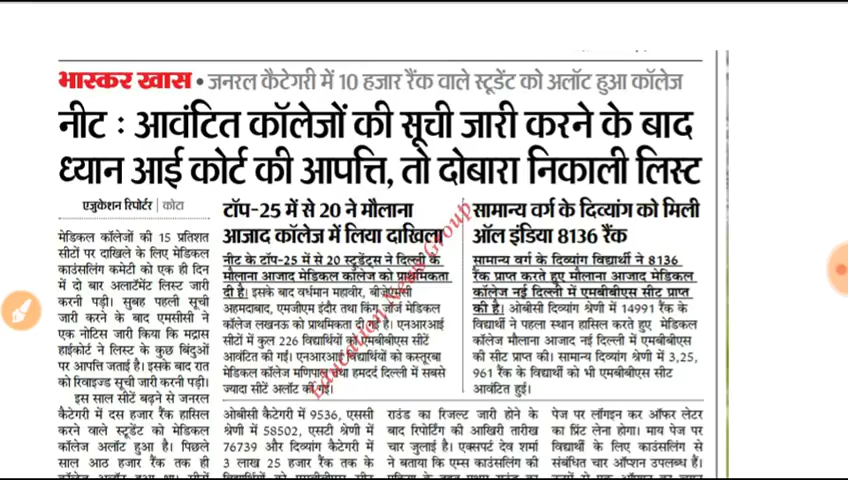 भास्कर खास • जनरल कैटेगरी में 10 हजार रैंक वाले स्टूडेंट को अलॉट हुआ कॉलेज
नीट : आवंटित कॉलेजों की सूची जारी करने के बाद
ध्यान आई कोर्ट की आपत्ति, तो दोबारा निकाली लिस्ट
एजुकेशन रिपोर्टर | कोटा
मेडिकल कॉलेजों की 15 प्रतिशत
सीटों पर दाखिले के लिए मेडिकल
काउंसलिंग कमेटी को एक ही दिन
में दो बार अलाटमेंट लिस्ट जारी
करनी पड़ी। सुबह पहली सूची
जारी करने के बाद एमसीसी ने
एक नोटिस जारी किया कि मद्रास
हाईकोर्ट ने लिस्ट के कुछ बिंदुओं
पर आपत्ति जताई है। इसके बाद रात
को रिवाइज्ड सूची जारी करनी पड़ी।
इस साल सीटें बढ़ने से जनरल
कैटेगरी में दस हजार रैंक हासिल
करने वाले स्टूडेंट को मेडिकल
कॉलेज अलॉट हुआ है। पिछले
साल आठ हजार रैंक तक ही
टॉप-25 में से 20 ने मौलाना
आजाद कॉलेज में लिया दाखिला
नीट के टॉप-25 में से 20 स्टूडेंट्स ने दिल्ली के
मौलाना आजाद मेडिकल कॉलेज को प्राथमिकता
दी है। इसके बाद वर्धमान महावीर, बीजेएमसी
अहमदाबाद, एमजीएम इंदौर तथा किंग जॉर्ज मेडिकल
कॉलेज लखनऊ को प्राथमिकता दी गई है। एनआरआई
सीटों में कुल 226 विद्यार्थियों को एमबीबीएस सीटें
आवंटित की गईं। एनआरआई विद्यार्थियों को कस्तूरबा
मेडिकल कॉलेज मणिपाल तथा हमदर्द दिल्ली में सबसे
ज्यादा सीटें अलॉट की गईं।
सामान्य वर्ग के दिव्यांग को मिली
ऑल इंडिया 8136 रैंक
सामान्य वर्ग के दिव्यांग विद्यार्थी ने 8136
रैंक प्राप्त करते हुए मौलाना आजाद मेडिकल
कॉलेज नई दिल्ली में एमबीबीएस सीट प्राप्त
की है। ओबीसी दिव्यांग श्रेणी में 14991 रैंक के
विद्यार्थी ने पहला स्थान हासिल करते हुए मेडिकल
कॉलेज मौलाना आजाद नई दिल्ली में एमबीबीएस
की सीट प्राप्त की। सामान्य दिव्यांग श्रेणी में 3,25,
961 रैंक के विद्यार्थी को भी एमबीबीएस सीट
आवंटित हुई।
ओबीसी कैटेगरी में 9536, एससी
श्रेणी में 58502, एसटी श्रेणी में
76739 और दिव्यांग कैटेगरी में
3 लाख 25 हजार रैंक तक के
राउंड का रिजल्ट जारी होने के
बाद रिपोर्टिंग की आखिरी तारीख
चार जुलाई है। एक्सपर्ट देव शर्मा
ने बताया कि एम्स काउंसलिंग की
पेज पर लॉगइन कर ऑफर लेटर
का प्रिंट लेना होगा। माय पेज पर
विद्यार्थी के लिए काउंसलिंग से
संबंधित चार ऑप्शन उपलब्ध हैं।
Education News Group